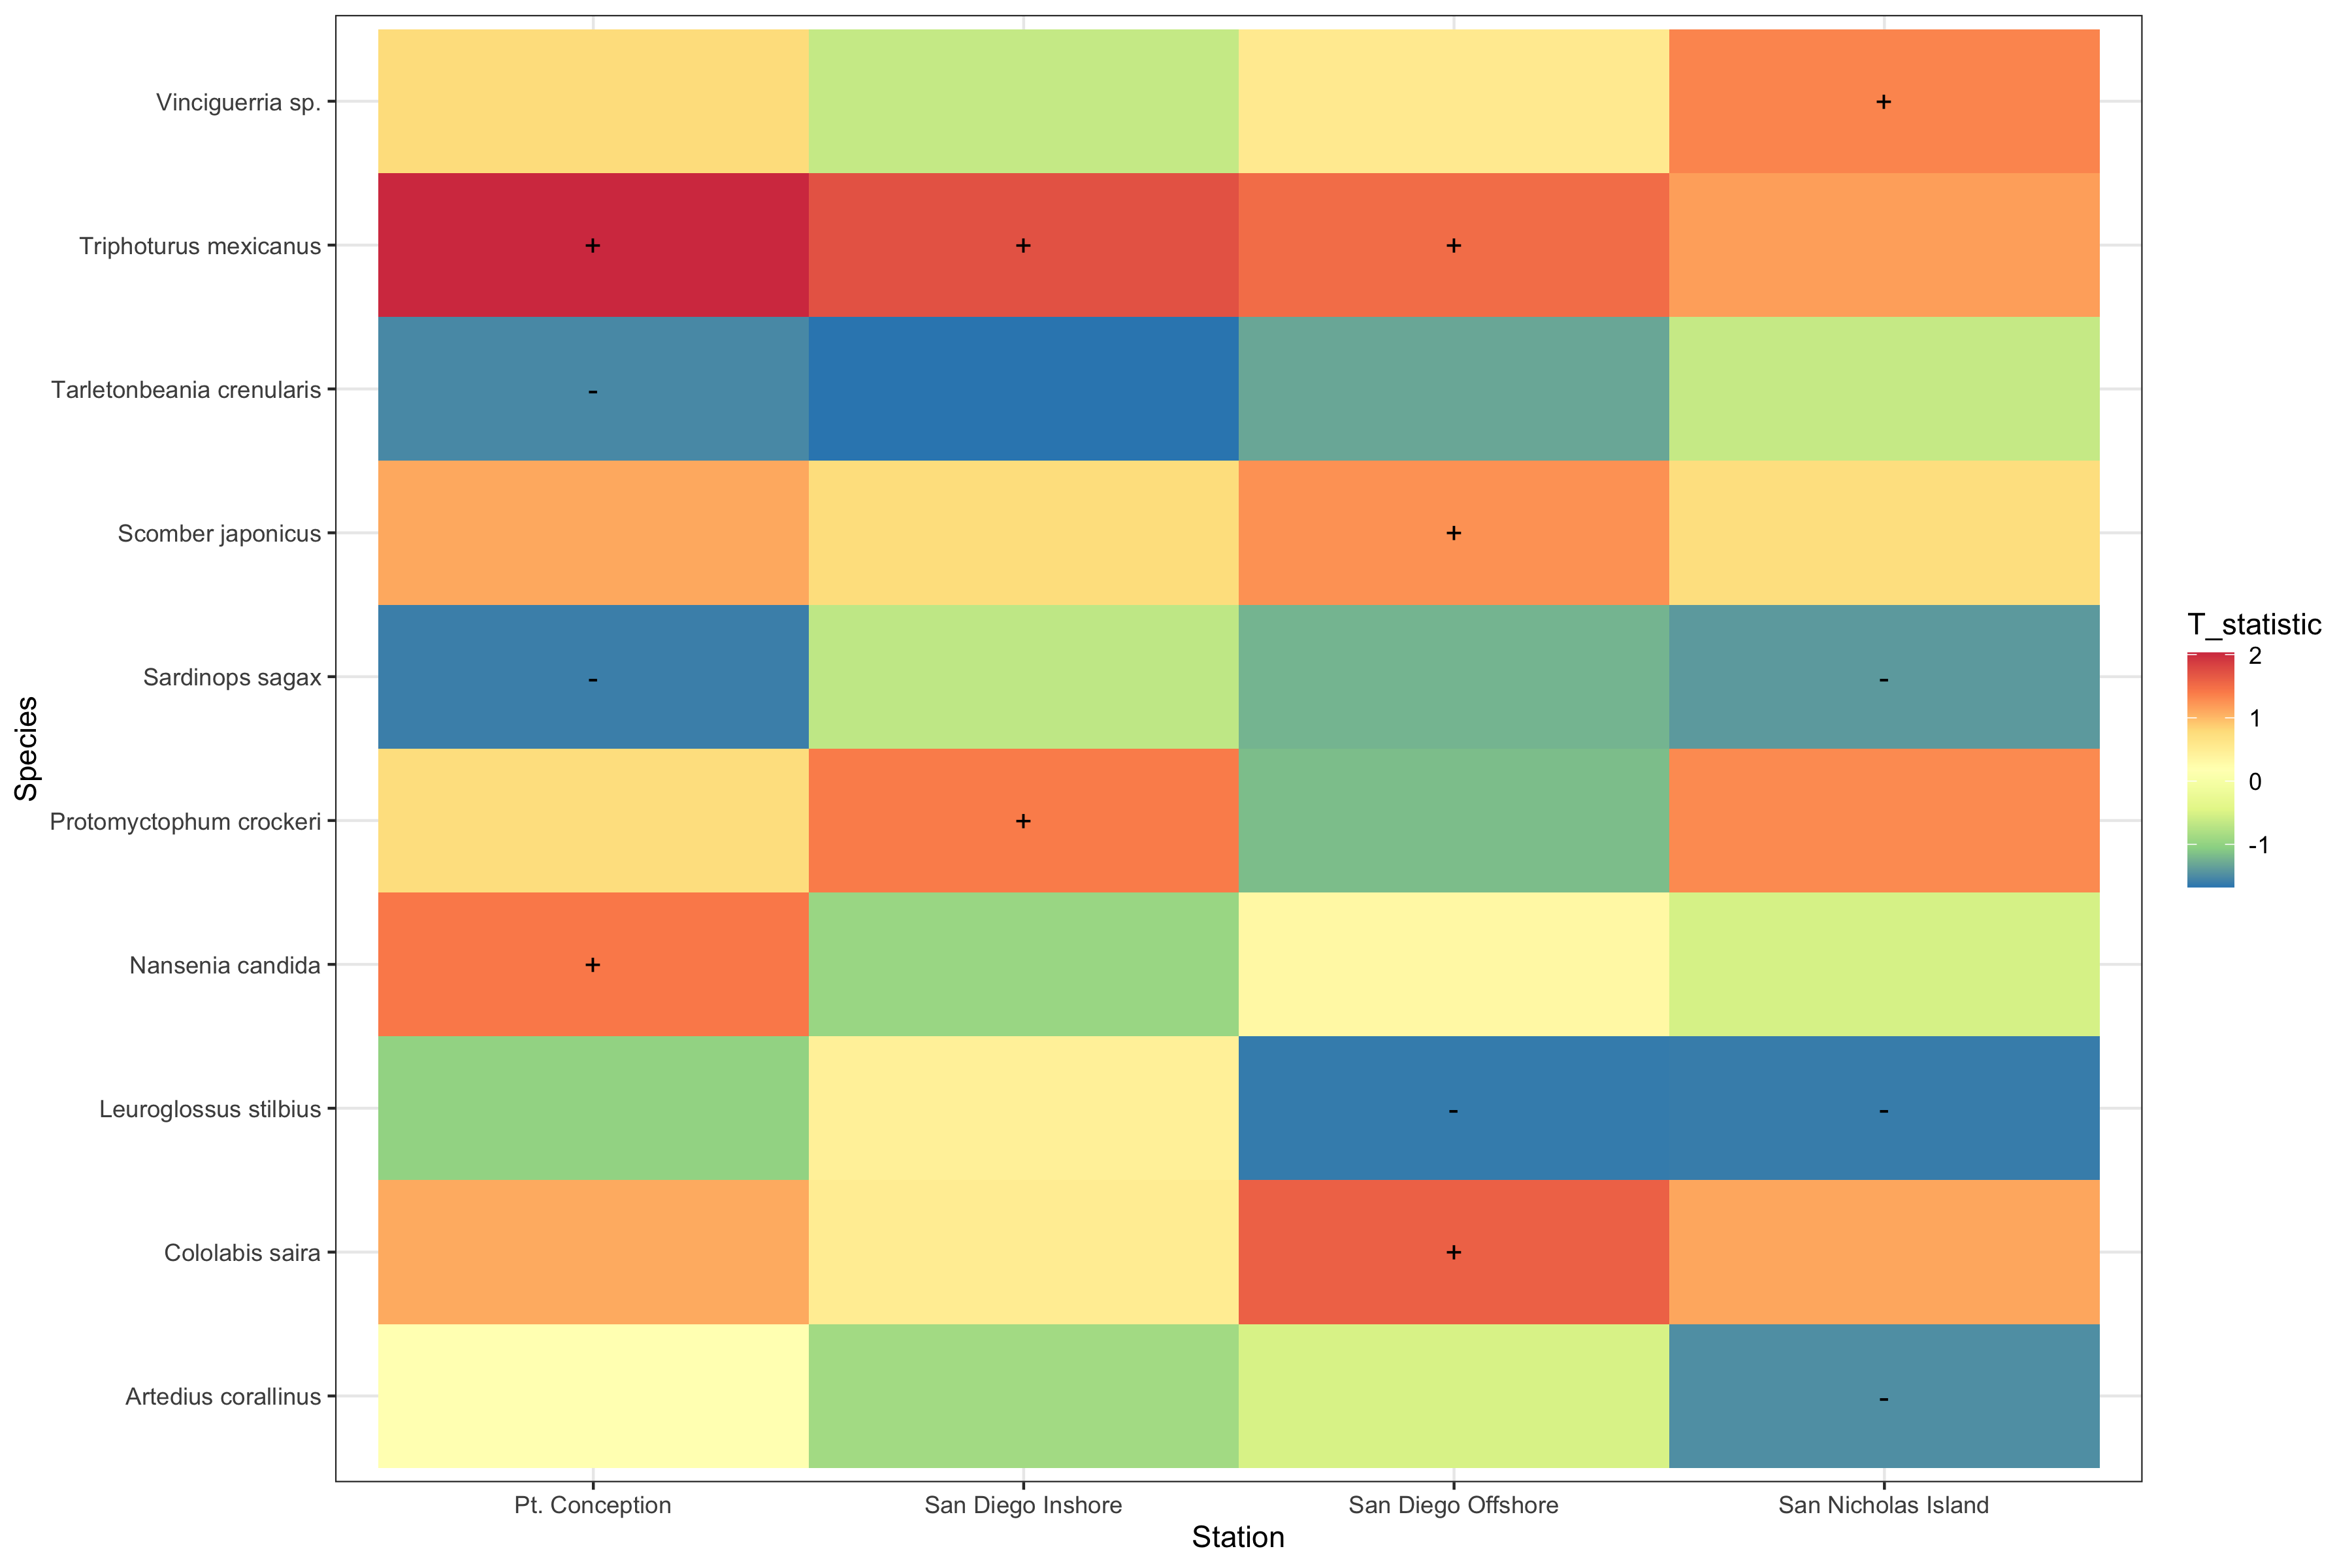 Vinciguerria sp.
+
Triphoturus mexicanus
+ + +
Tarletonbeania crenularis
-
Scomber japonicus
+
Sardinops sagax
- -
Protomyctophum crockeri
+
Nansenia candida
+
Leuroglossus stilbius
- -
Cololabis saira
+
Artedius corallinus
-
Species
Pt. Conception
San Diego Inshore
San Diego Offshore
San Nicholas Island
Station
T_statistic
2
1
0
-1